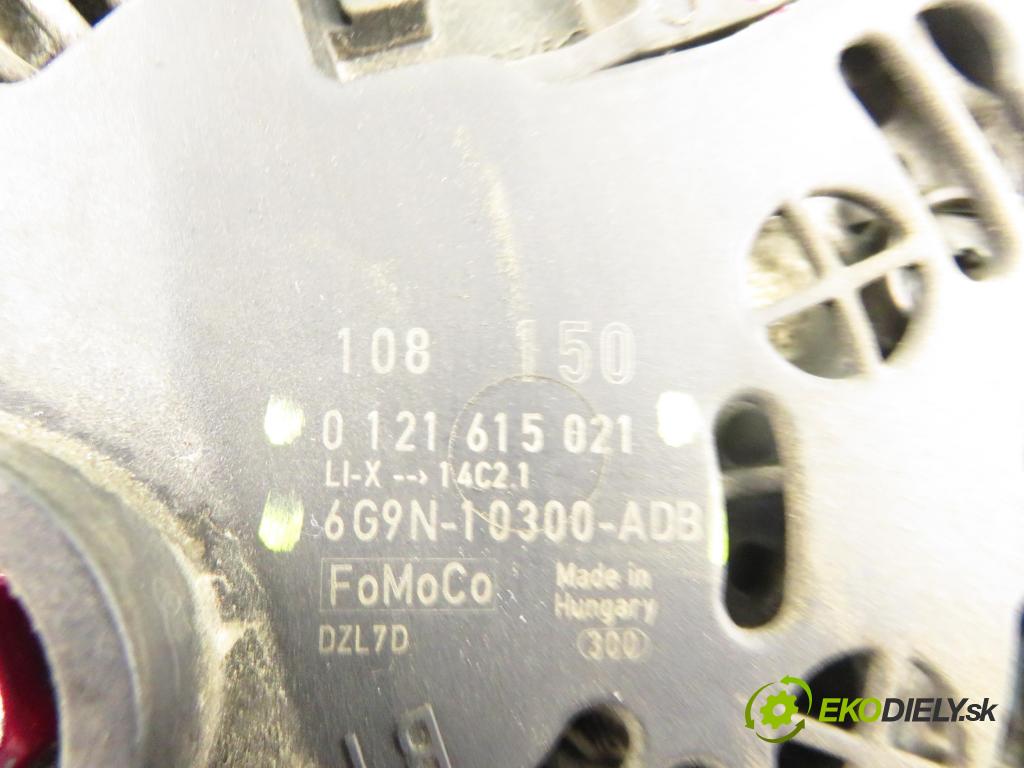 108 150
0 121 615 021
LI-X --> 14C2.1
6G9N-10300-ADB
FoMoCo
Made in
Hungary
DZL7D
300
EKODIELY.sk